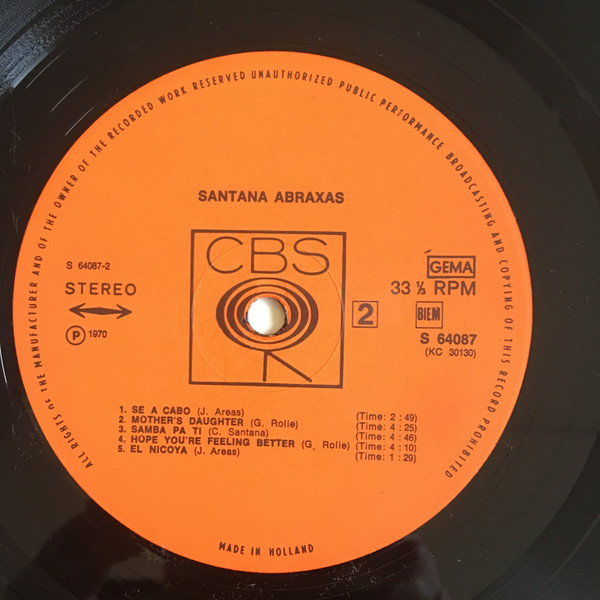 ALL RIGHTS OF THE MANUFACTURER AND OF THE OWNER OF THE RECORDED WORK RESERVED UNAUTHORIZED PUBLIC PERFORMANCE BROADCASTING AND COPYING OF THIS RECORD PROHIBITED
SANTANA ABRAXAS
CBS
S 64087-2
STEREO
℗ 1970
GEMA
33 ⅓ RPM
2
BIEM
S 64087
(KC 30130)
1. SE A CABO (J. Areas) (Time: 2 : 49)
2. MOTHER'S DAUGHTER (G. Rolie) (Time: 4 : 25)
3. SAMBA PA TI (C. Santana) (Time: 4 : 46)
4. HOPE YOU'RE FEELING BETTER (G. Rolie) (Time: 4 : 10)
5. EL NICOYA (J. Areas) (Time: 1 : 29)
MADE IN HOLLAND